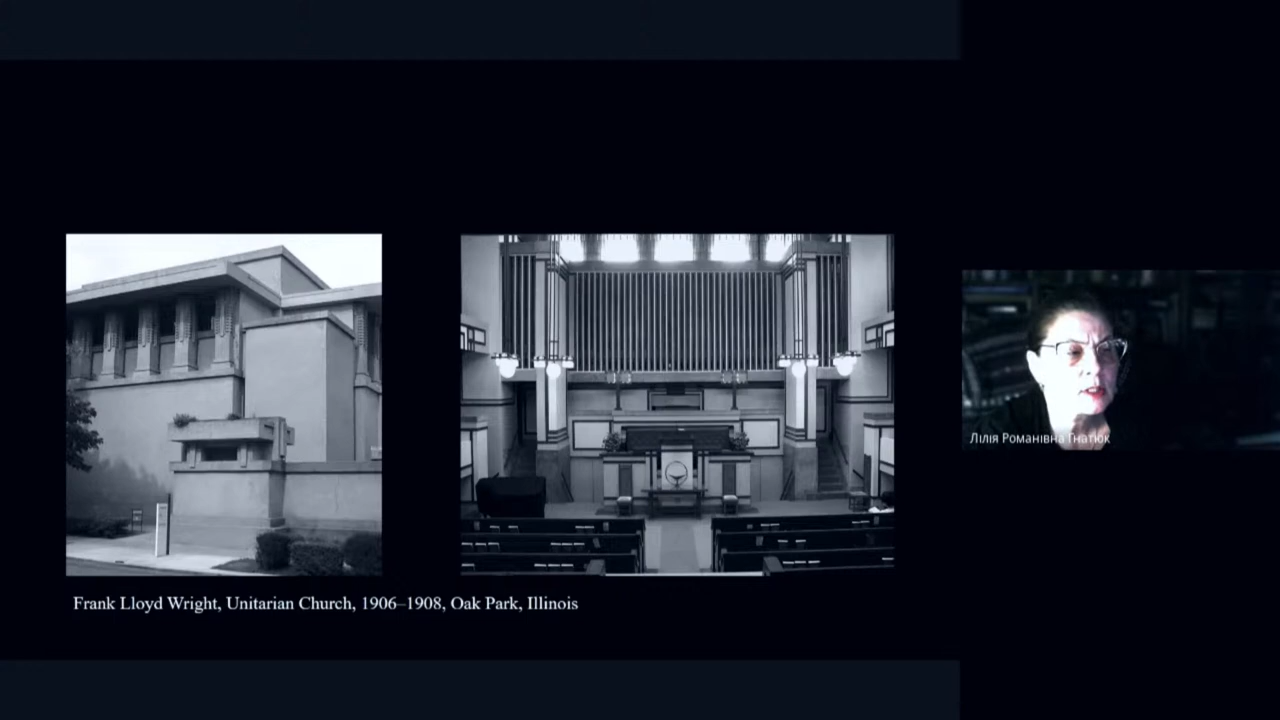 Frank Lloyd Wright, Unitarian Church, 1906–1908, Oak Park, Illinois
Лілія Романівна Гнатюк